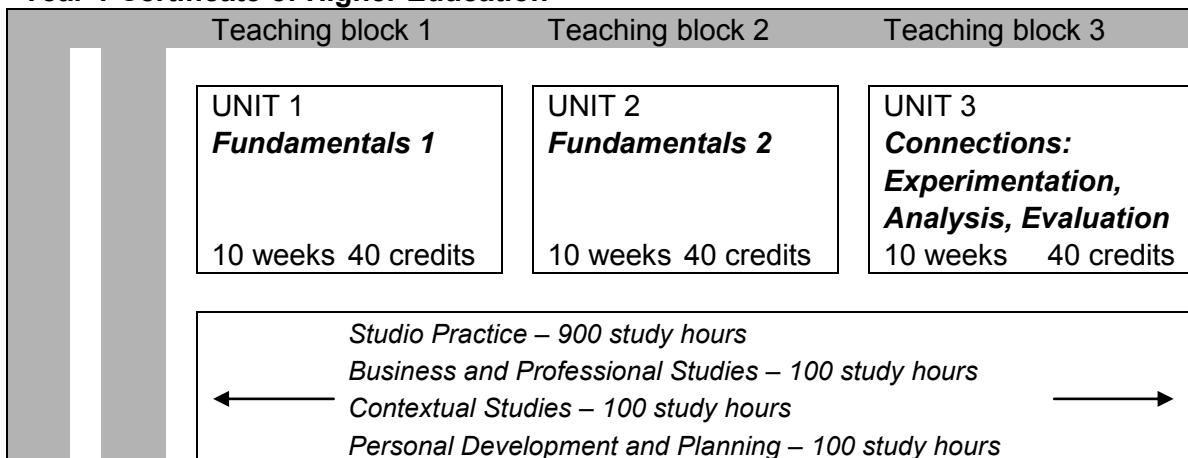 Year 1 Certificate of Higher Education
Teaching block 1 Teaching block 2 Teaching block 3
UNIT 1
Fundamentals 1
10 weeks 40 credits
UNIT 2
Fundamentals 2
10 weeks 40 credits
UNIT 3
Connections:
Experimentation,
Analysis, Evaluation
10 weeks 40 credits
Studio Practice – 900 study hours
Business and Professional Studies – 100 study hours
Contextual Studies – 100 study hours
Personal Development and Planning – 100 study hours